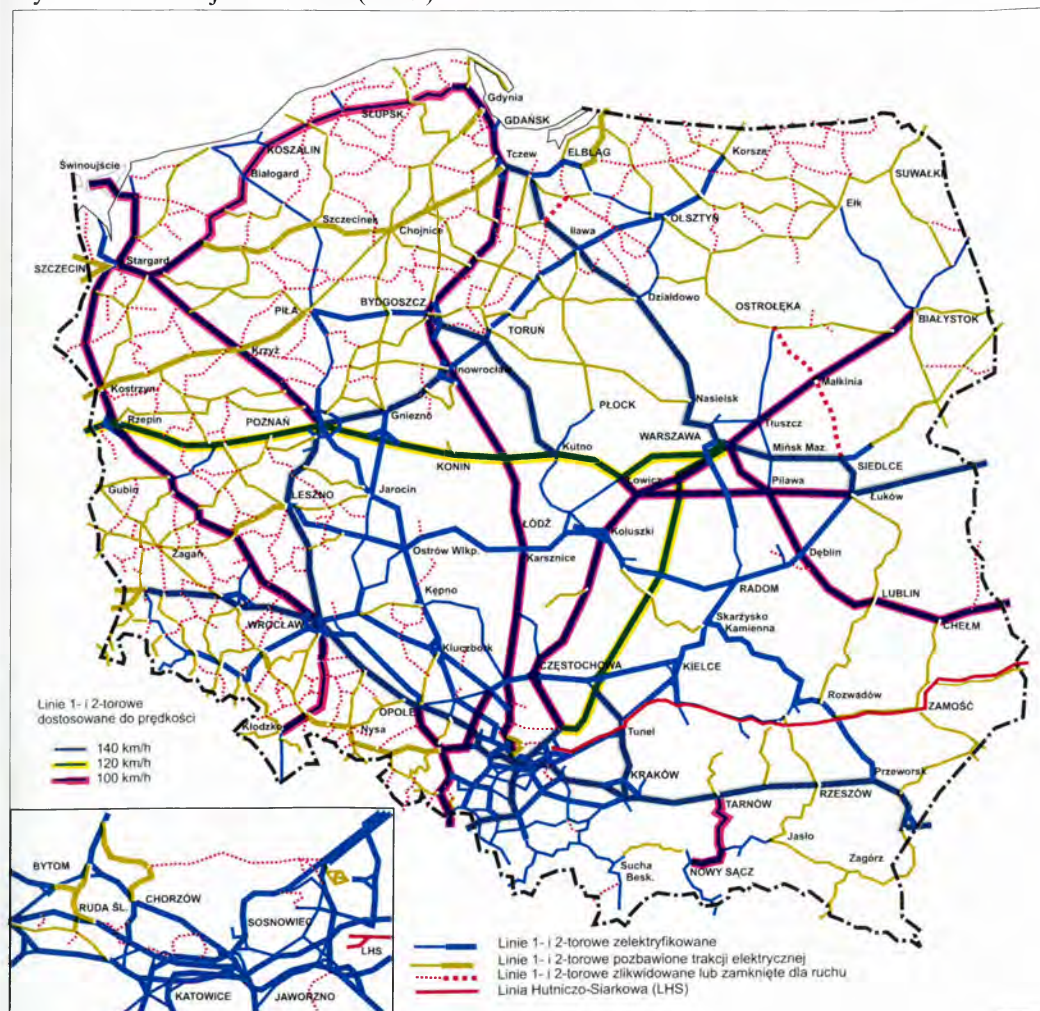 Świnoujście
SŁUPSK
Gdynia
GDAŃSK
KOSZALIN
Białogard
Tczew
ELBLĄG
Korsze
SUWAŁKI
Ełk
Szczecinek
Chojnice
OLSZTYN
Iława
SZCZECIN
Stargard
BYDGOSZCZ
PIŁA
TORUŃ
Działdowo
OSTROŁĘKA
BIAŁYSTOK
Krzyż
Inowrocław
Małkinia
Kostrzyn
Rzepin
POZNAŃ
Gniezno
PŁOCK
Nasielsk
Tłuszcz
WARSZAWA
Mińsk Maz.
KONIN
Kutno
Łowicz
SIEDLCE
Pilawa
Łuków
Gubin
LESZNO
Jarocin
ŁÓDŹ
Koluszki
Żagań
Ostrów Wlkp.
Karsznice
Dęblin
Kępno
RADOM
LUBLIN
WROCŁAW
Skarżysko
Kamienna
CHEŁM
Kluczbork
CZĘSTOCHOWA
KIELCE
Linie 1- i 2-torowe
dostosowane do prędkości
140 km/h
120 km/h
100 km/h
OPOLE
Kłodzko
Nysa
Rozwadów
ZAMOŚĆ
Tunel
KRAKÓW
Przeworsk
RZESZÓW
TARNÓW
Jasło
Zagórz
Sucha
Besk.
NOWY SĄCZ
BYTOM
RUDA ŚL.
CHORZÓW
SOSNOWIEC
LHS
KATOWICE
JAWORZNO
Linie 1- i 2-torowe zelektryfikowane
Linie 1- i 2-torowe pozbawione trakcji elektrycznej
Linie 1- i 2-torowe zlikwidowane lub zamknięte dla ruchu
Linia Hutniczo-Siarkowa (LHS)